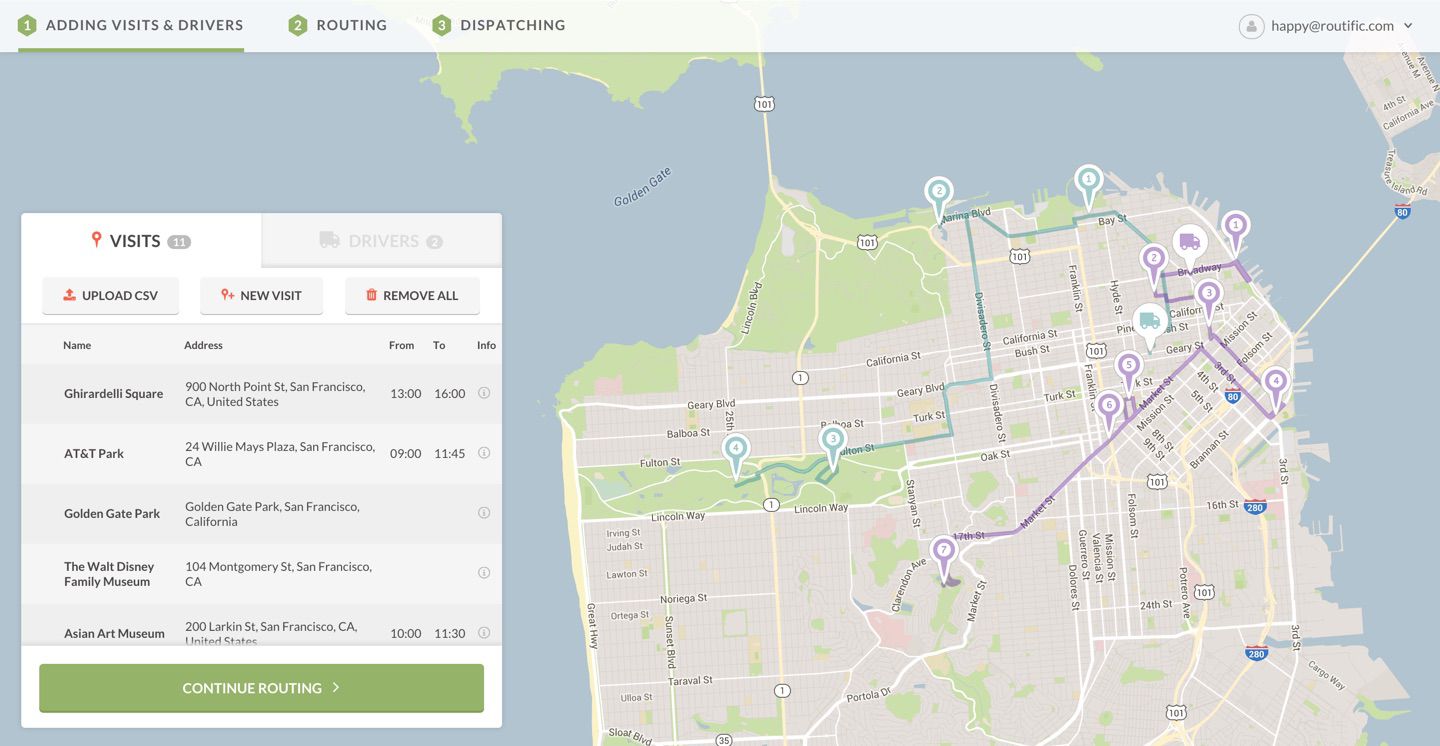 1 ADDING VISITS & DRIVERS
2 ROUTING
3 DISPATCHING
happy@routific.com
VISITS 11
DRIVERS 2
UPLOAD CSV
NEW VISIT
REMOVE ALL
Name Address From To Info
Ghirardelli Square
900 North Point St, San Francisco,
CA, United States
13:00 16:00
AT&T Park
24 Willie Mays Plaza, San Francisco,
CA
09:00 11:45
Golden Gate Park
Golden Gate Park, San Francisco,
California
The Walt Disney
Family Museum
104 Montgomery St, San Francisco,
CA
Asian Art Museum
200 Larkin St, San Francisco, CA,
United States
10:00 11:30
CONTINUE ROUTING
Avenue M
Avenue N
4th St
California Ave
Treasure Island Rd
80
101
Golden Gate
2
1
Marina Blvd
Bay St
101
101
1
2
Broadway
3
Lincoln Blvd
Divisadero St
Franklin St
Hyde St
California St
Mission St
Folsom St
Geary St
California St
Bush St
101
5
3rd St
4
1
Geary Blvd
Geary Blvd
25th
Divisadero St
Turk St
Turk St
Franklin St
6
Market St
4th St
5th St
80
Mission St
Balboa St
Balboa St
4
3
Fulton St
Fulton St
Oak St
8th St
9th St
Brannan St
3rd St
101
1
Lincoln Way
Lincoln Way
Stanyan St
Market St
Folsom St
16th St
280
Irving St
Judah St
17th St
7
Lawton St
Clarendon Ave
Market St
Guerrero St
Valencia St
Mission St
Dolores St
Potrero Ave
101
24th St
Noriega St
Ortega St
Great Hwy
Sunset Blvd
3rd St
280
Cargo Way
Taraval St
Ulloa St
1
Portola Dr
101
Sloat Blvd
35